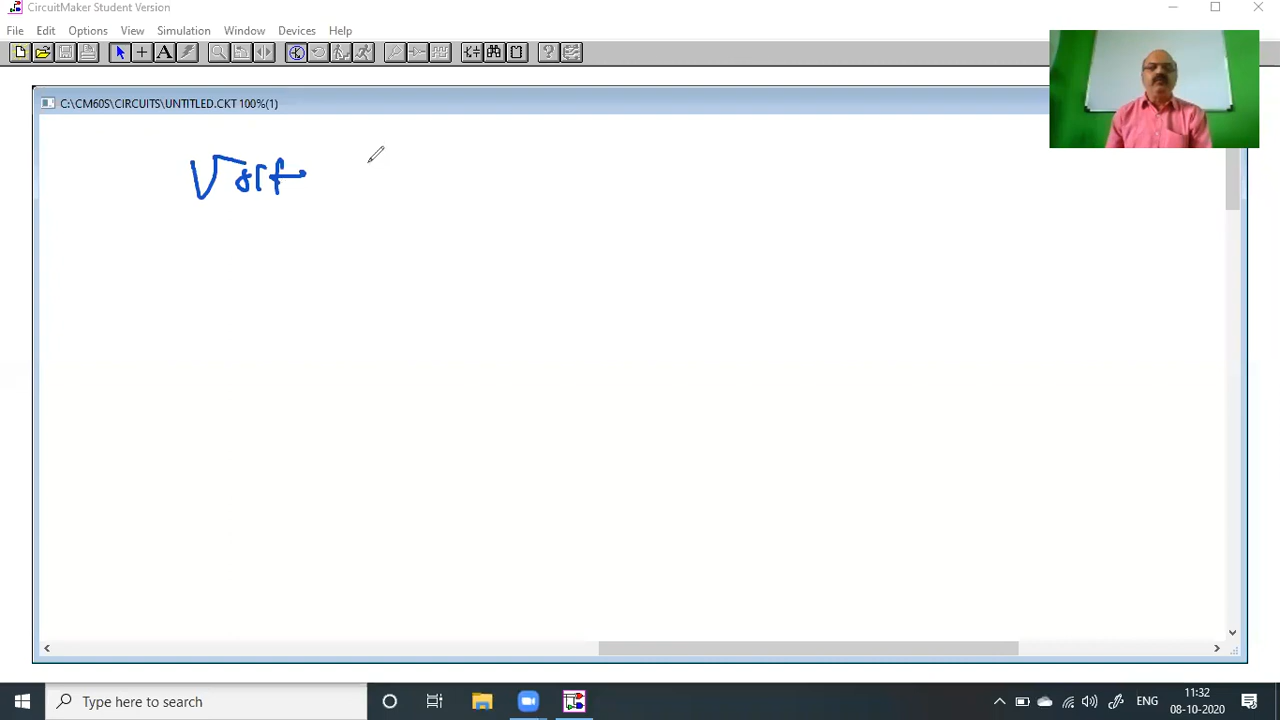 CircuitMaker Student Version
File Edit Options View Simulation Window Devices Help
C:\CM60S\CIRCUITS\UNTITLED.CKT 100%(1)
Type here to search
ENG
11:32
08-10-2020